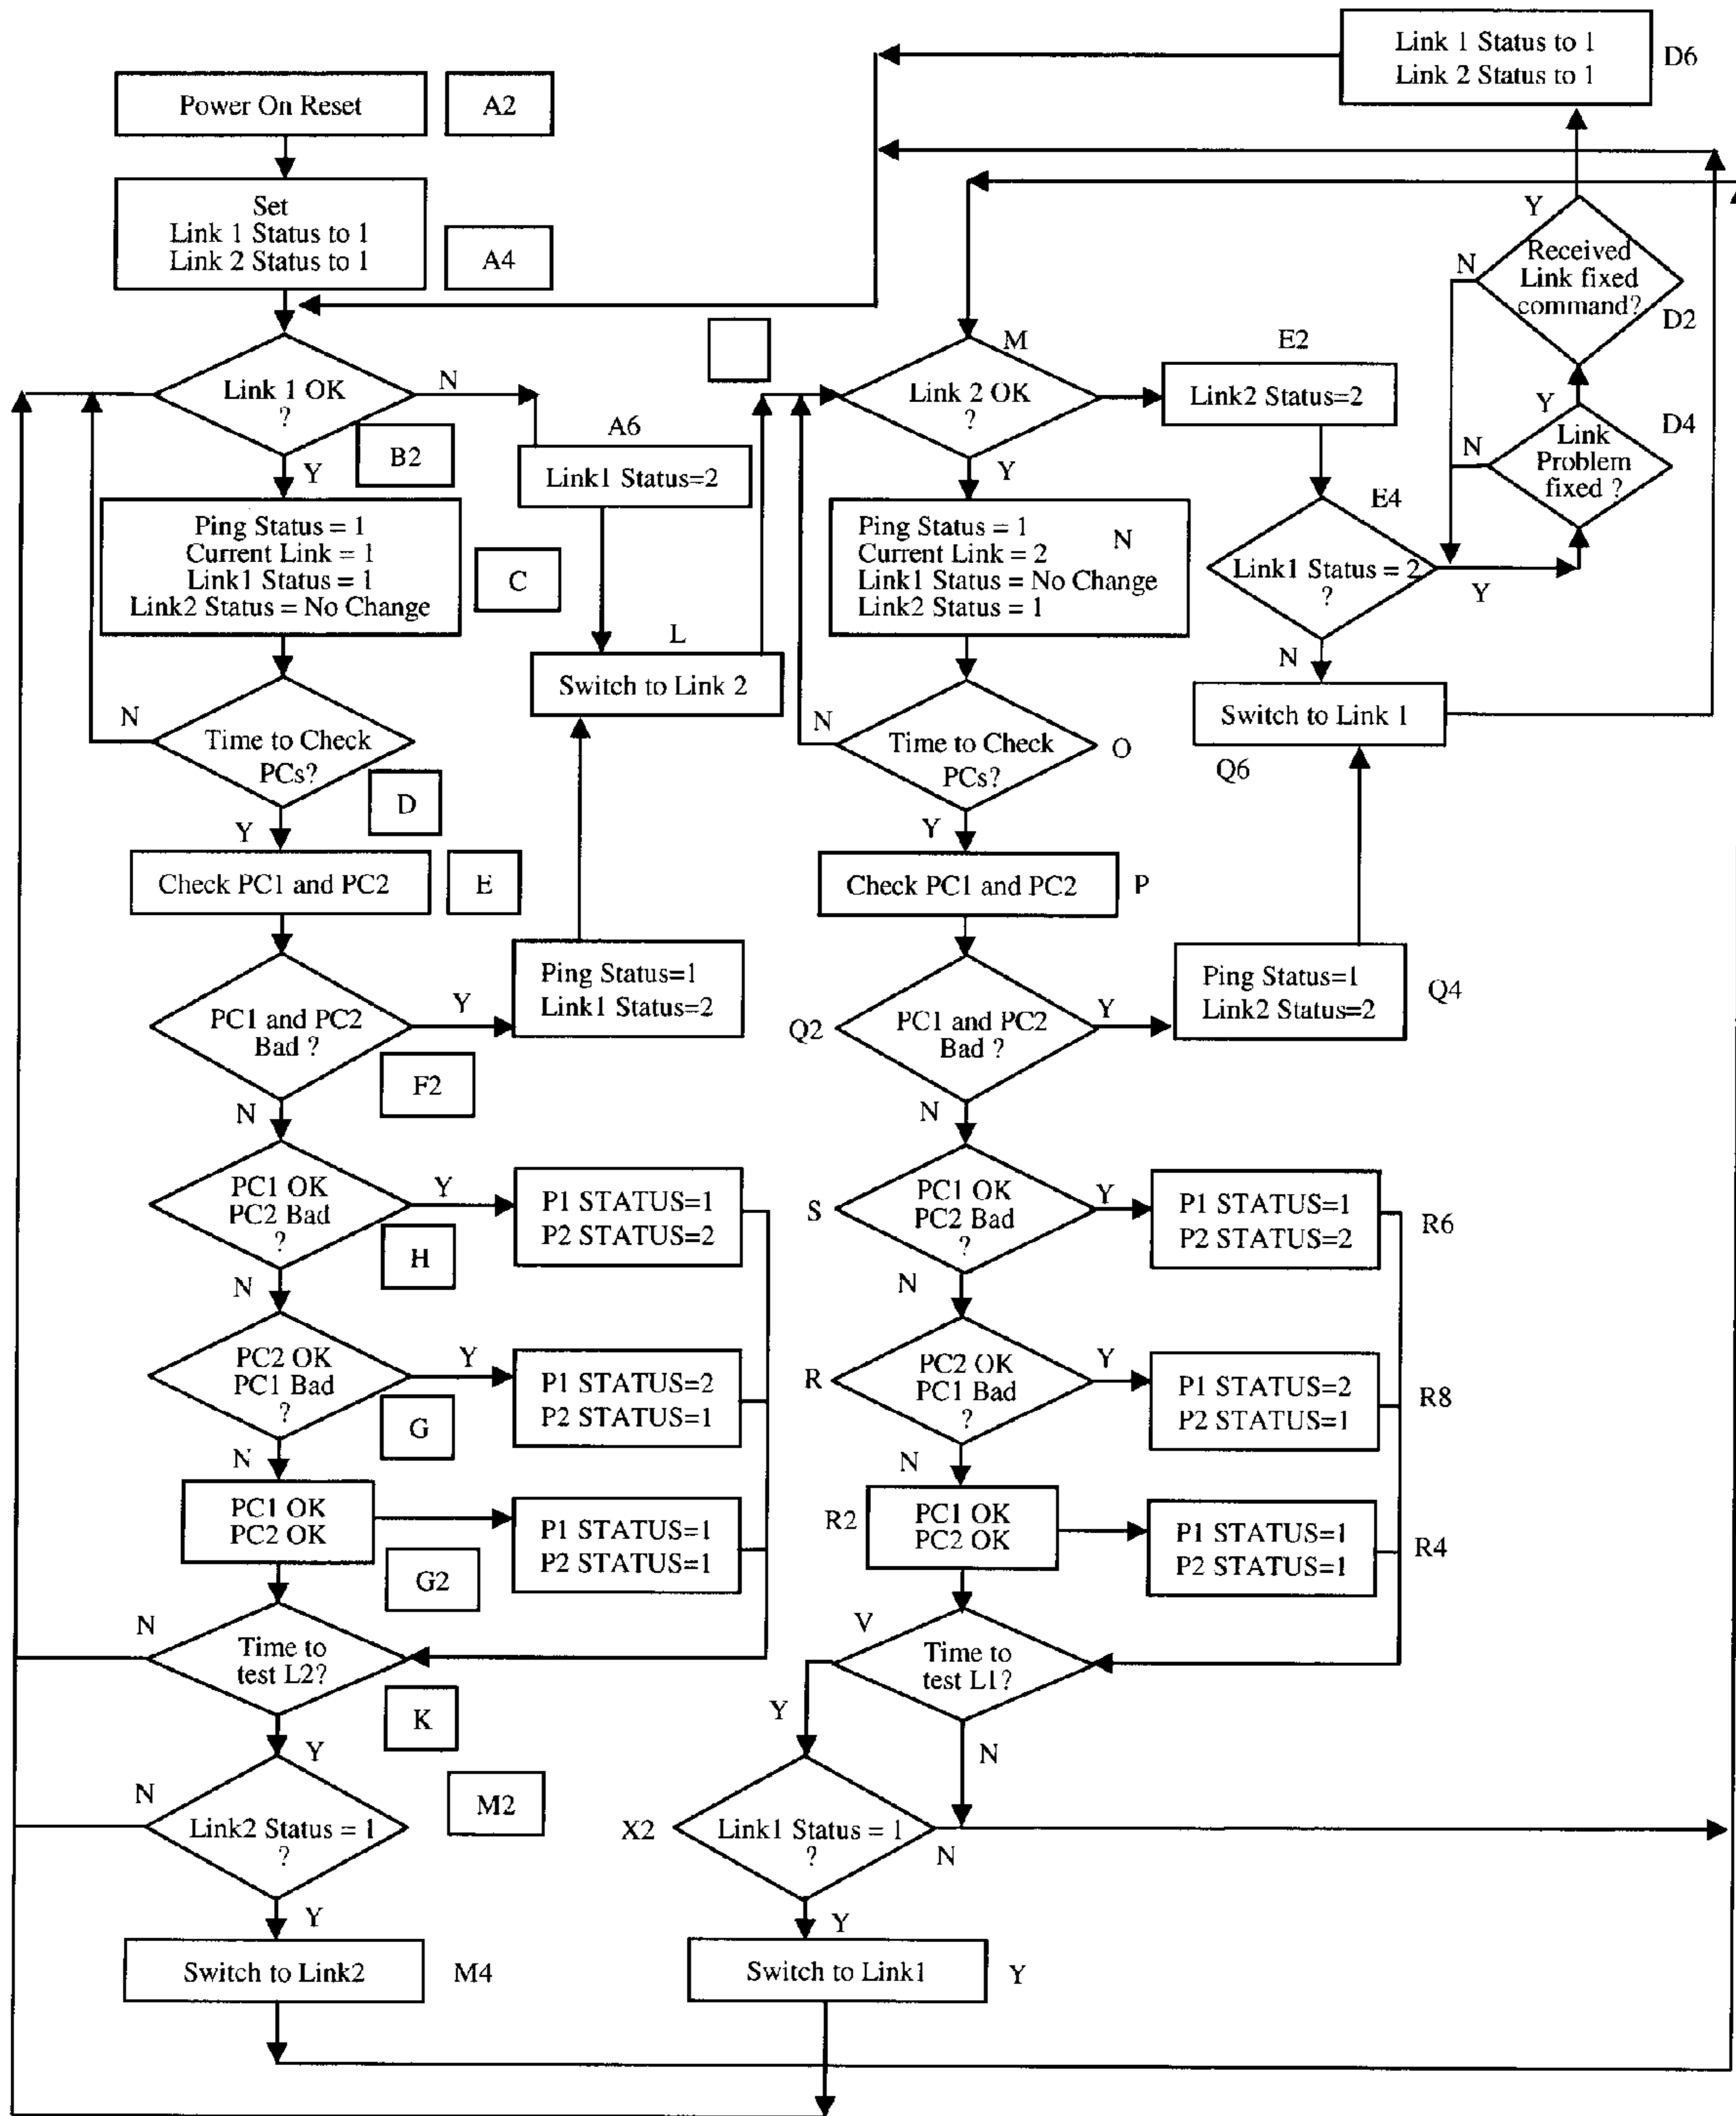 Link 1 Status to 1
Link 2 Status to 1
D6
Power On Reset
A2
Set
Link 1 Status to 1
Link 2 Status to 1
A4
Y
Received
Link fixed
command?
N
D2
Link 1 OK
?
N
B2
Y
A6
Link1 Status=2
M
Link 2 OK
?
Y
E2
Link2 Status=2
Y
D4
Link
Problem
fixed ?
N
E4
Link1 Status = 2
?
Y
N
Ping Status = 1
Current Link = 1
Link1 Status = 1
Link2 Status = No Change
C
Ping Status = 1
Current Link = 2
Link1 Status = No Change
Link2 Status = 1
N
L
Switch to Link 2
Switch to Link 1
Q6
N
Time to Check
PCs?
D
Y
N
Time to Check
PCs?
O
Y
Check PC1 and PC2
E
Check PC1 and PC2
P
PC1 and PC2
Bad ?
Y
F2
N
Ping Status=1
Link1 Status=2
Q2
PC1 and PC2
Bad ?
Y
N
Ping Status=1
Link2 Status=2
Q4
PC1 OK
PC2 Bad
?
Y
H
N
P1 STATUS=1
P2 STATUS=2
S
PC1 OK
PC2 Bad
?
Y
N
P1 STATUS=1
P2 STATUS=2
R6
PC2 OK
PC1 Bad
?
Y
G
N
P1 STATUS=2
P2 STATUS=1
R
PC2 OK
PC1 Bad
?
Y
N
P1 STATUS=2
P2 STATUS=1
R8
PC1 OK
PC2 OK
G2
P1 STATUS=1
P2 STATUS=1
R2
PC1 OK
PC2 OK
P1 STATUS=1
P2 STATUS=1
R4
N
Time to
test L2?
K
Y
V
Time to
test L1?
Y
N
N
Link2 Status = 1
?
M2
Y
X2
Link1 Status = 1
?
N
Y
Switch to Link2
M4
Switch to Link1
Y